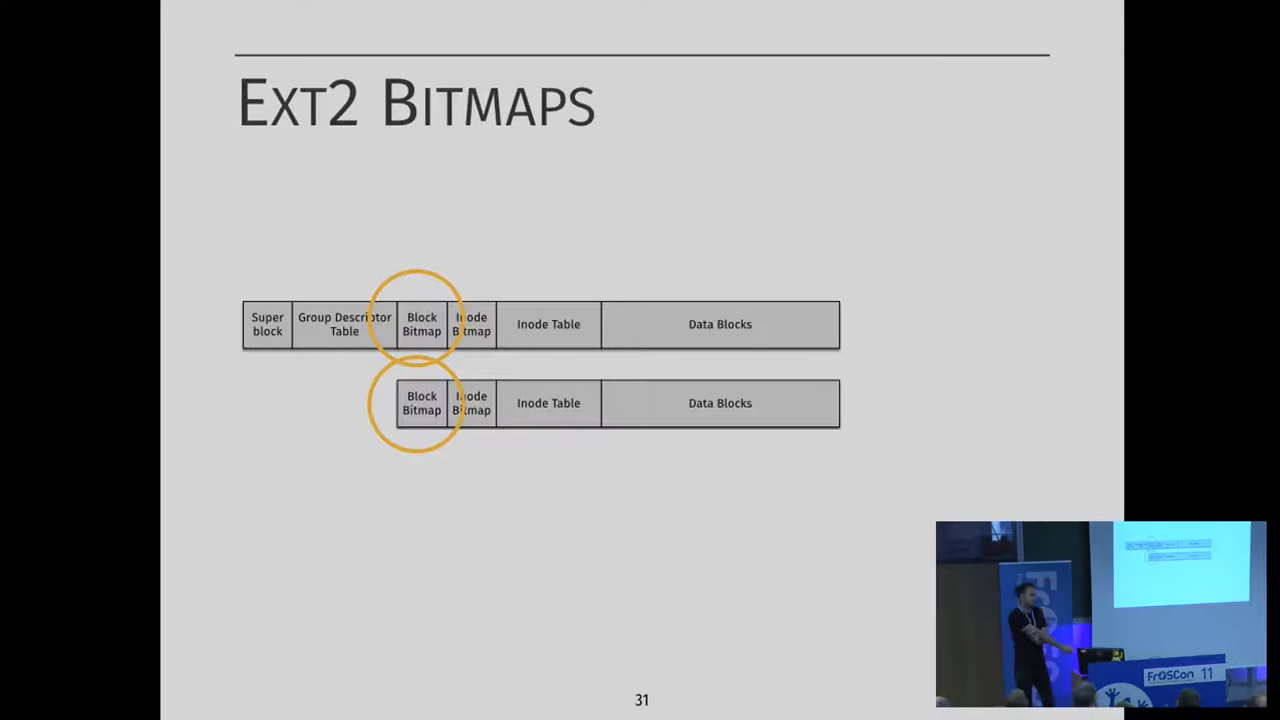 EXT2 BITMAPS
Super block
Group Descriptor Table
Block Bitmap
Inode Bitmap
Inode Table
Data Blocks
Block Bitmap
Inode Bitmap
Inode Table
Data Blocks
31
FrOSCon 11